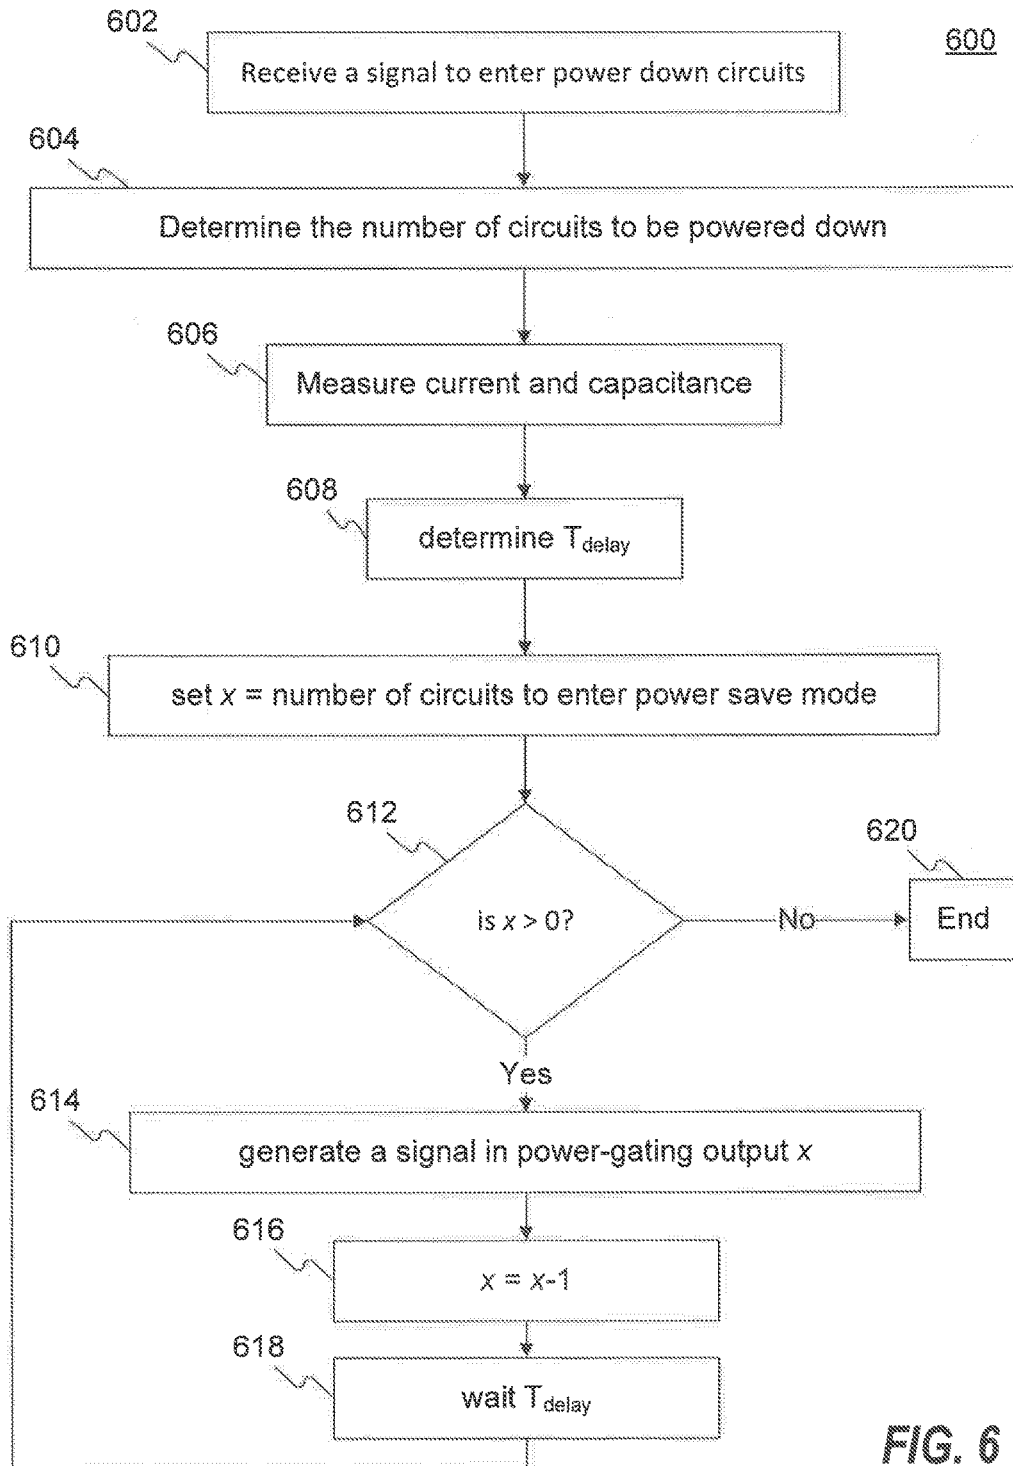 602
600
Receive a signal to enter power down circuits
604
Determine the number of circuits to be powered down
606
Measure current and capacitance
608
determine Tdelay
610
set x = number of circuits to enter power save mode
612
is x > 0?
No
620
End
Yes
614
generate a signal in power-gating output x
616
x = x-1
618
wait Tdelay
FIG. 6